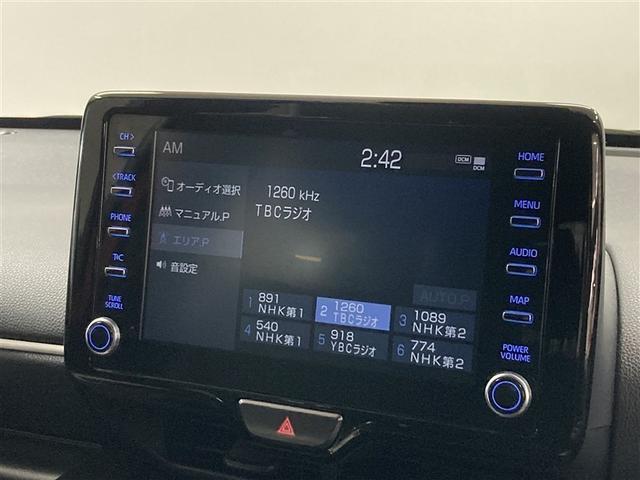 CH>
<TRACK
PHONE
T/C
TUNE
SCROLL
AM
2:42
DCM
DCM
オーディオ選択
マニュアル.P
エリア.P
音設定
1260 kHz
TBCラジオ
AUTO.P
1 891
NHK第1
2 1260
TBCラジオ
3 1089
NHK第2
4 540
NHK第1
5 918
YBCラジオ
6 774
NHK第2
HOME
MENU
AUDIO
MAP
POWER
VOLUME